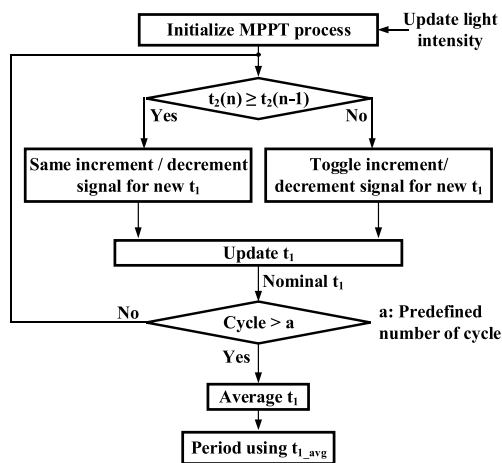 Initialize MPPT process
Update light
intensity
t₂(n) ≥ t₂(n-1)
Yes
No
Same increment / decrement
signal for new t₁
Toggle increment/
decrement signal for new t₁
Update t₁
Nominal t₁
No
Cycle > a
a: Predefined
number of cycle
Yes
Average t₁
Period using t₁_avg